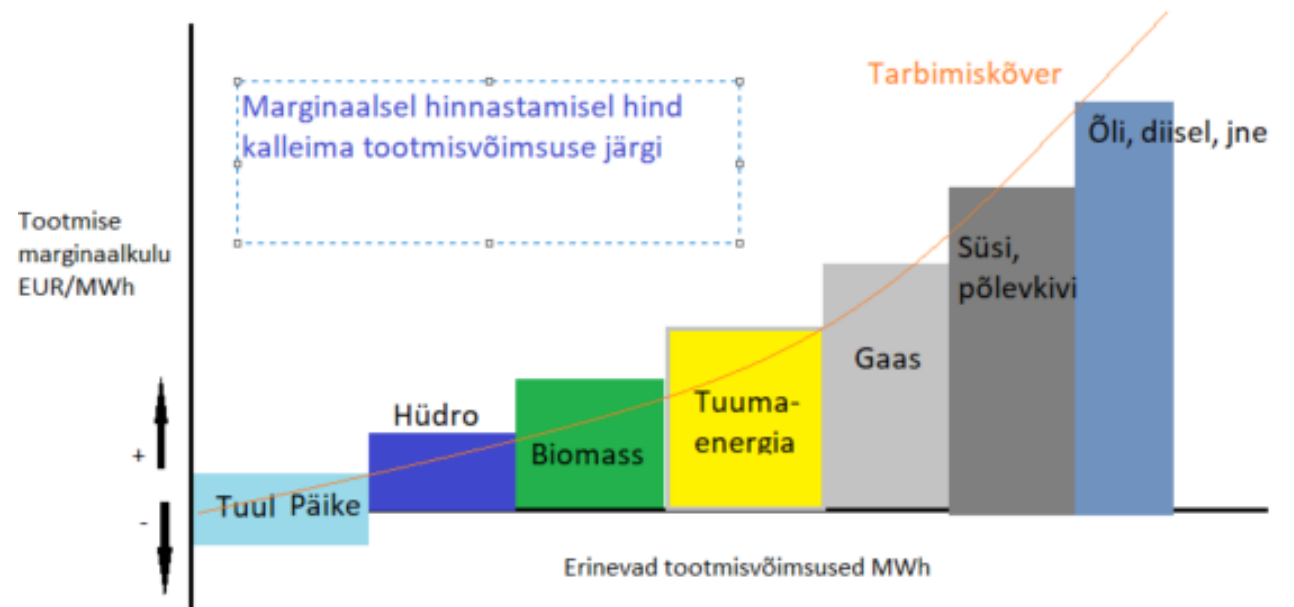 Tarbimiskõver
Marginaalsel hinnastamisel hind
kalleima tootmisvõimsuse järgi
Õli, diisel, jne
Tootmise
marginaalkulu
EUR/MWh
Süsi,
põlevkivi
Gaas
Tuuma-
energia
Hüdro
Biomass
+
Tuul Päike
-
Erinevad tootmisvõimsused MWh